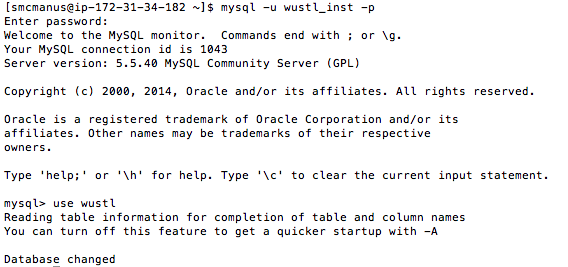 [smcmanus@ip-172-31-34-182 ~]$ mysql -u wustl_inst -p
Enter password:
Welcome to the MySQL monitor.  Commands end with ; or \g.
Your MySQL connection id is 1043
Server version: 5.5.40 MySQL Community Server (GPL)

Copyright (c) 2000, 2014, Oracle and/or its affiliates. All rights reserved.

Oracle is a registered trademark of Oracle Corporation and/or its
affiliates. Other names may be trademarks of their respective
owners.

Type 'help;' or '\h' for help. Type '\c' to clear the current input statement.

mysql> use wustl
Reading table information for completion of table and column names
You can turn off this feature to get a quicker startup with -A

Database changed